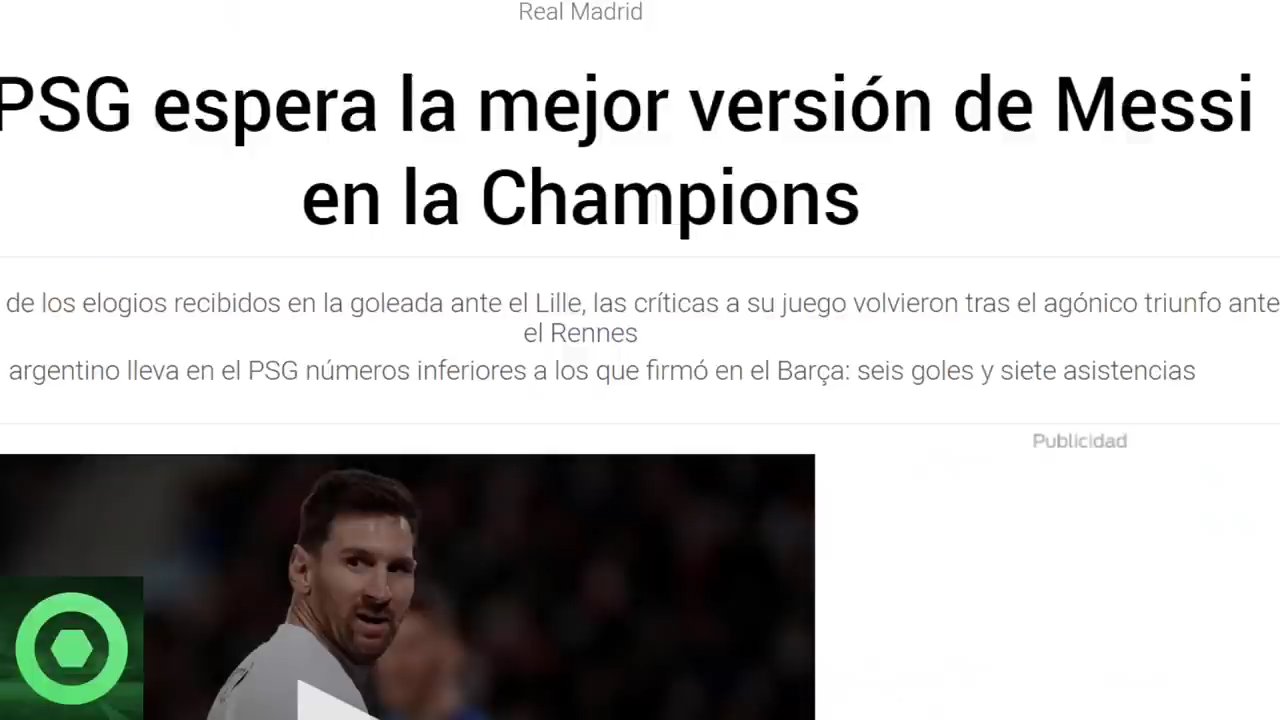 Real Madrid
PSG espera la mejor versión de Messi
en la Champions
de los elogios recibidos en la goleada ante el Lille, las críticas a su juego volvieron tras el agónico triunfo ante
el Rennes
argentino lleva en el PSG números inferiores a los que firmó en el Barça: seis goles y siete asistencias
Publicidad